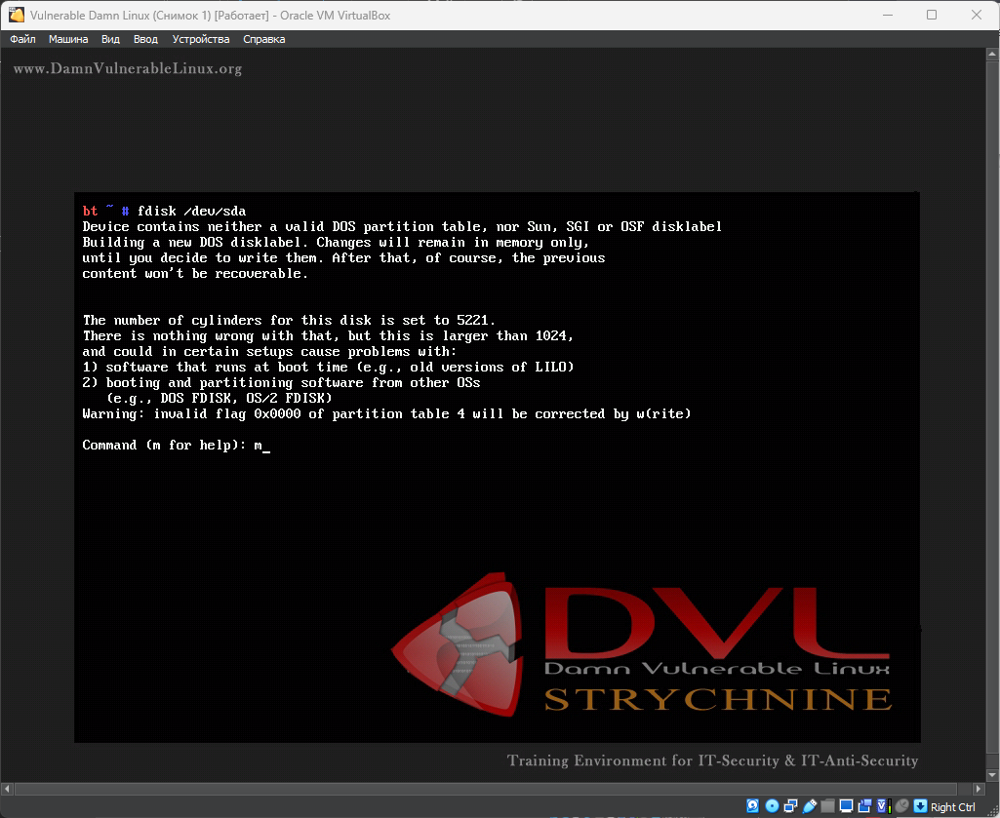 Vulnerable Damn Linux (Снимок 1) [Работает] - Oracle VM VirtualBox
Файл Машина Вид Ввод Устройства Справка
www.DamnVulnerableLinux.org
bt ~ # fdisk /dev/sda
Device contains neither a valid DOS partition table, nor Sun, SGI or OSF disklabel
Building a new DOS disklabel. Changes will remain in memory only,
until you decide to write them. After that, of course, the previous
content won't be recoverable.
The number of cylinders for this disk is set to 5221.
There is nothing wrong with that, but this is larger than 1024,
and could in certain setups cause problems with:
1) software that runs at boot time (e.g., old versions of LILO)
2) booting and partitioning software from other OSs
(e.g., DOS FDISK, OS/2 FDISK)
Warning: invalid flag 0x0000 of partition table 4 will be corrected by w(rite)
Command (m for help): m_
DVL
Damn Vulnerable Linux
STRYCHNINE
Training Environment for IT-Security & IT-Anti-Security
Right Ctrl